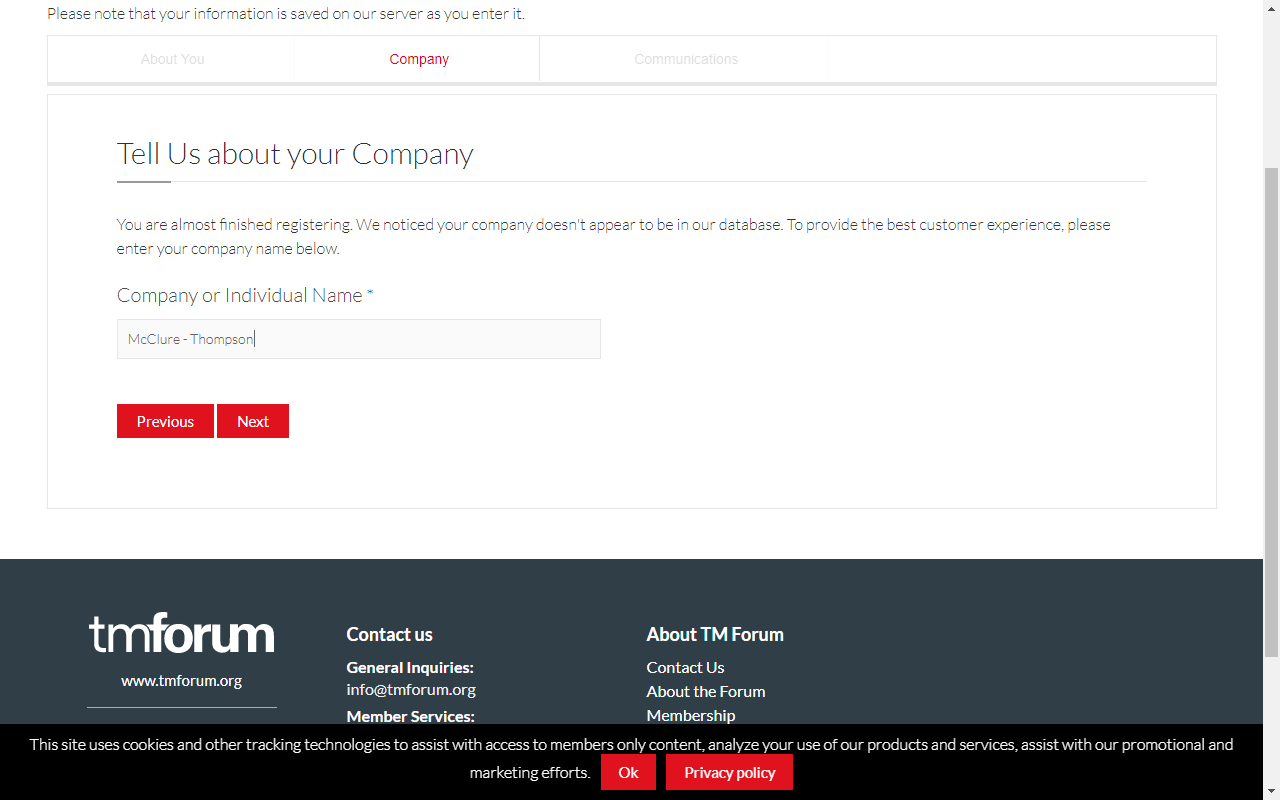 Please note that your information is saved on our server as you enter it.
About You
Company
Communications
Tell Us about your Company
You are almost finished registering. We noticed your company doesn't appear to be in our database. To provide the best customer experience, please
enter your company name below.
Company or Individual Name *
McClure - Thompson
Previous
Next
tmforum
www.tmforum.org
Contact us
General Inquiries:
info@tmforum.org
Member Services:
About TM Forum
Contact Us
About the Forum
Membership
This site uses cookies and other tracking technologies to assist with access to members only content, analyze your use of our products and services, assist with our promotional and
marketing efforts. Ok Privacy policy